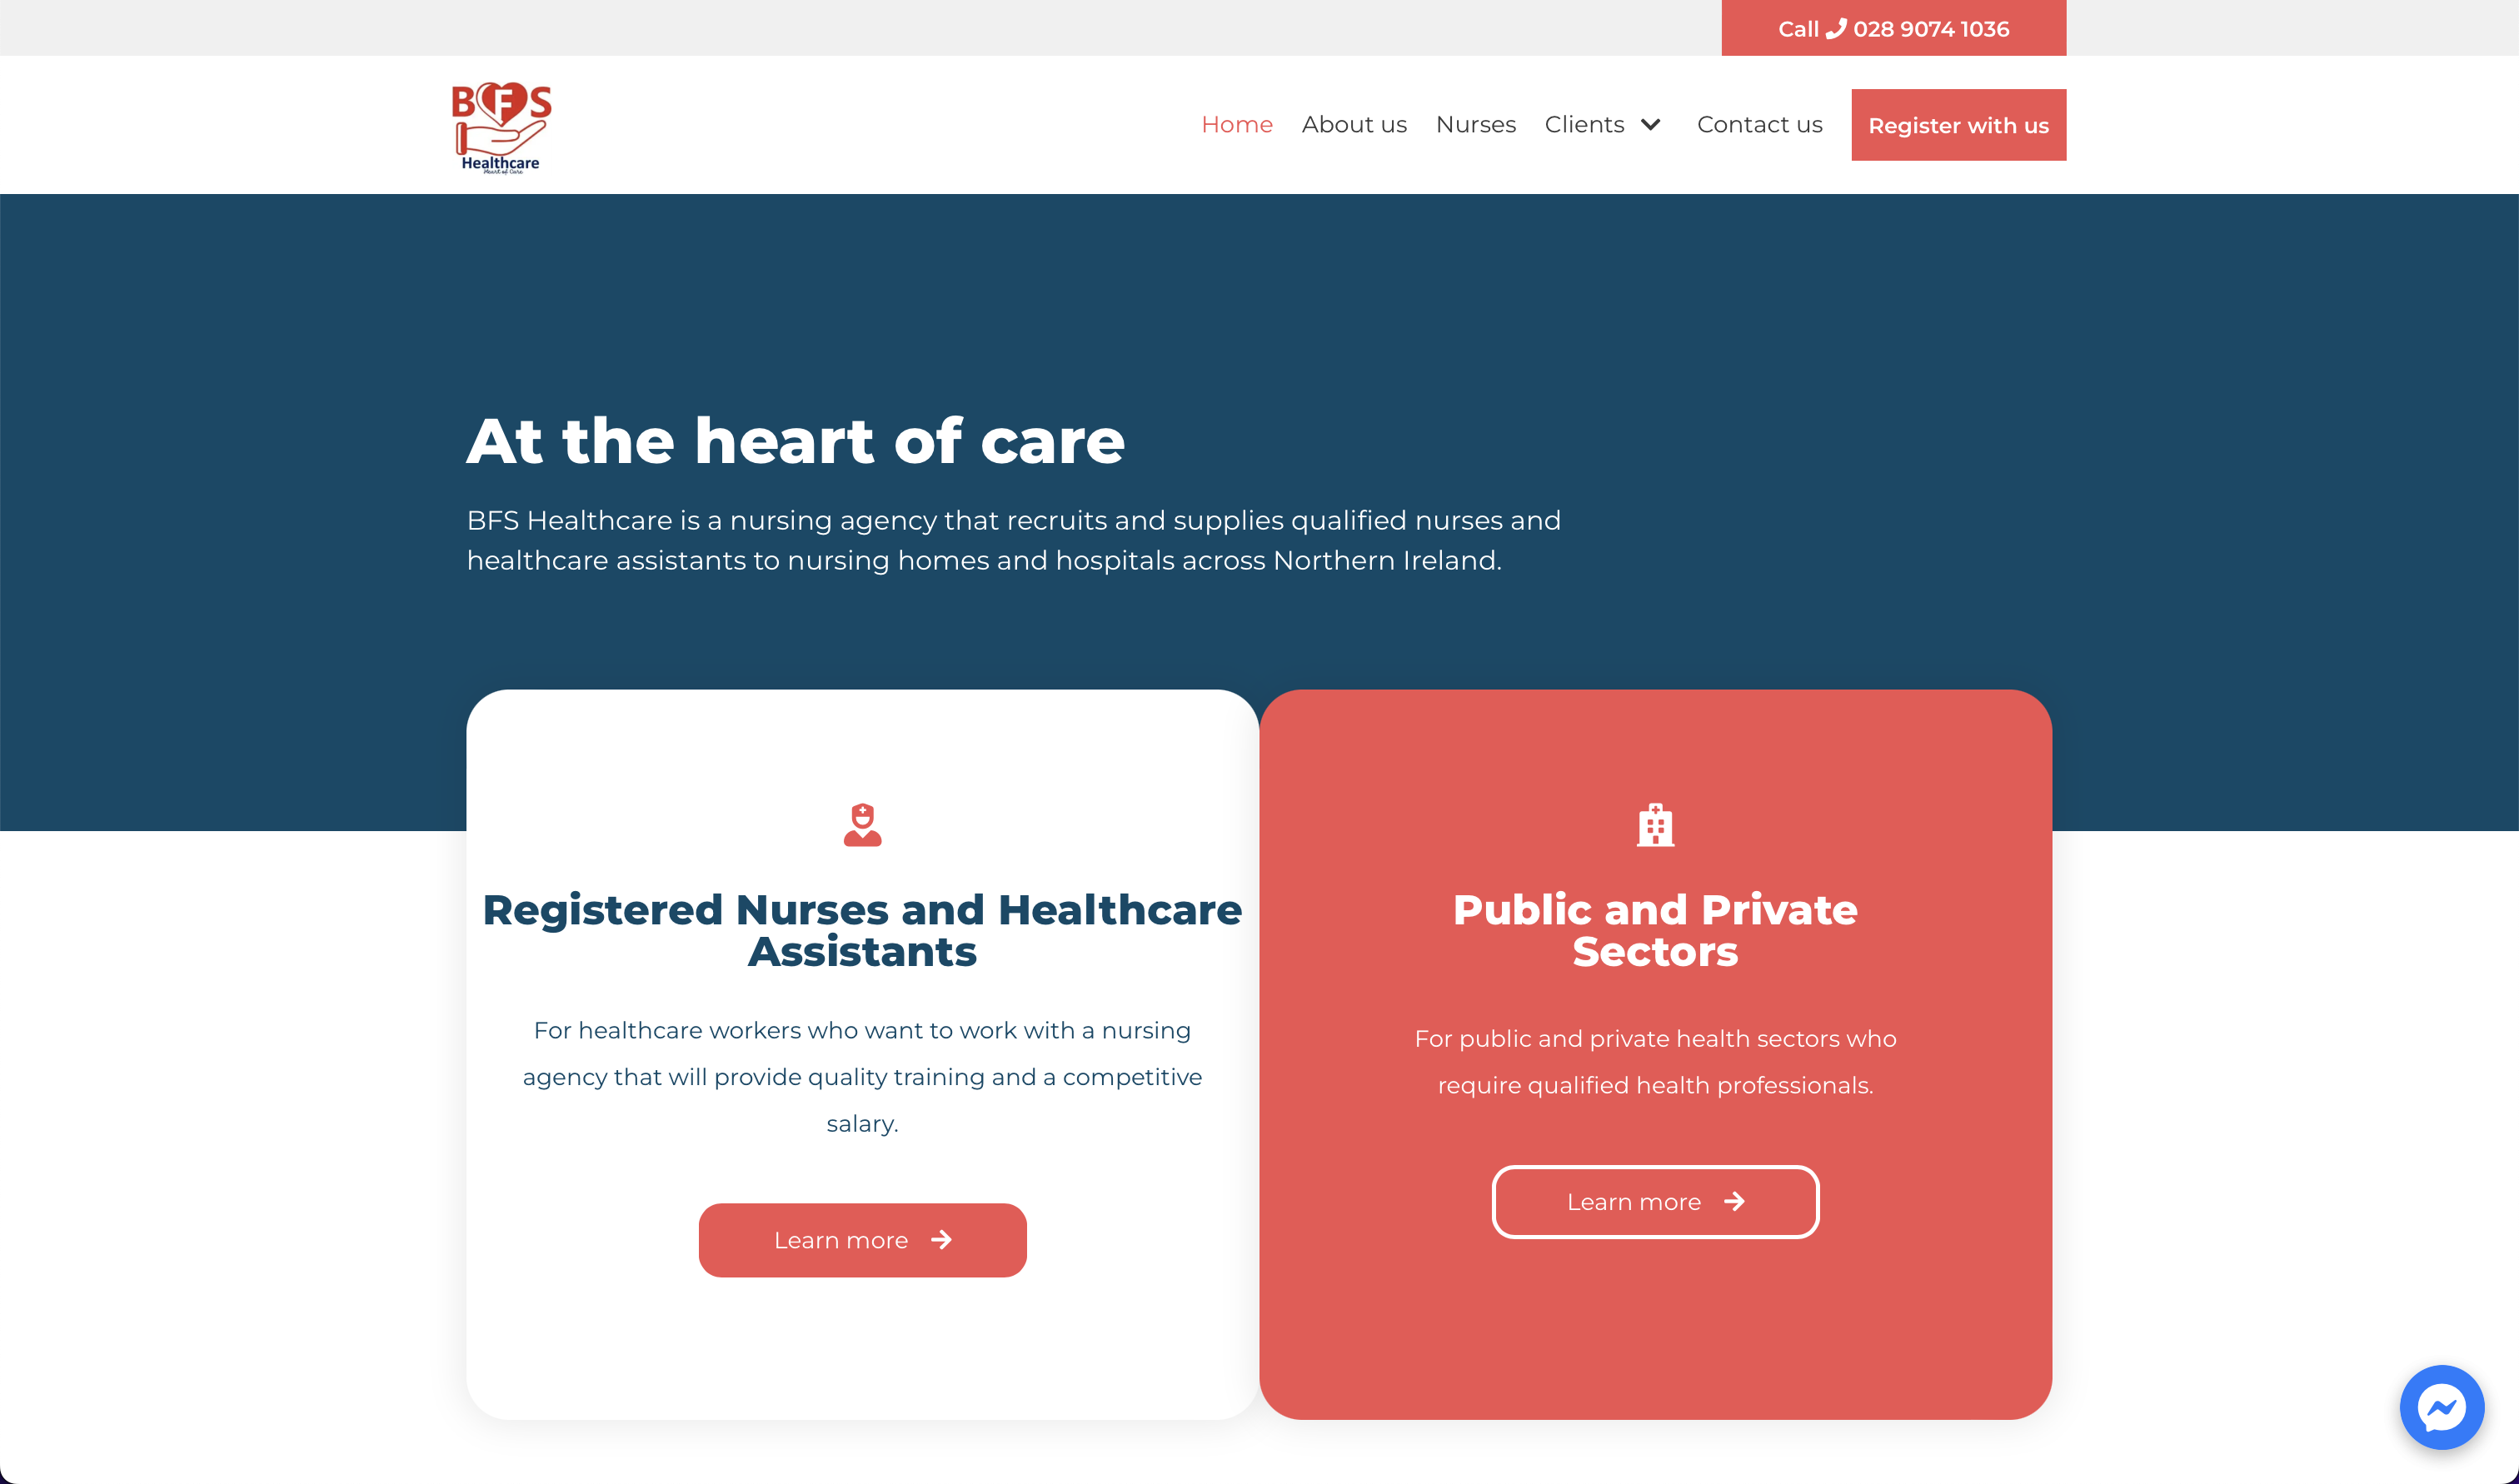 Call 028 9074 1036
BFS
Healthcare
Heart of Care
Home About us Nurses Clients Contact us Register with us
At the heart of care
BFS Healthcare is a nursing agency that recruits and supplies qualified nurses and
healthcare assistants to nursing homes and hospitals across Northern Ireland.
Registered Nurses and Healthcare
Assistants
For healthcare workers who want to work with a nursing
agency that will provide quality training and a competitive
salary.
Learn more
Public and Private
Sectors
For public and private health sectors who
require qualified health professionals.
Learn more